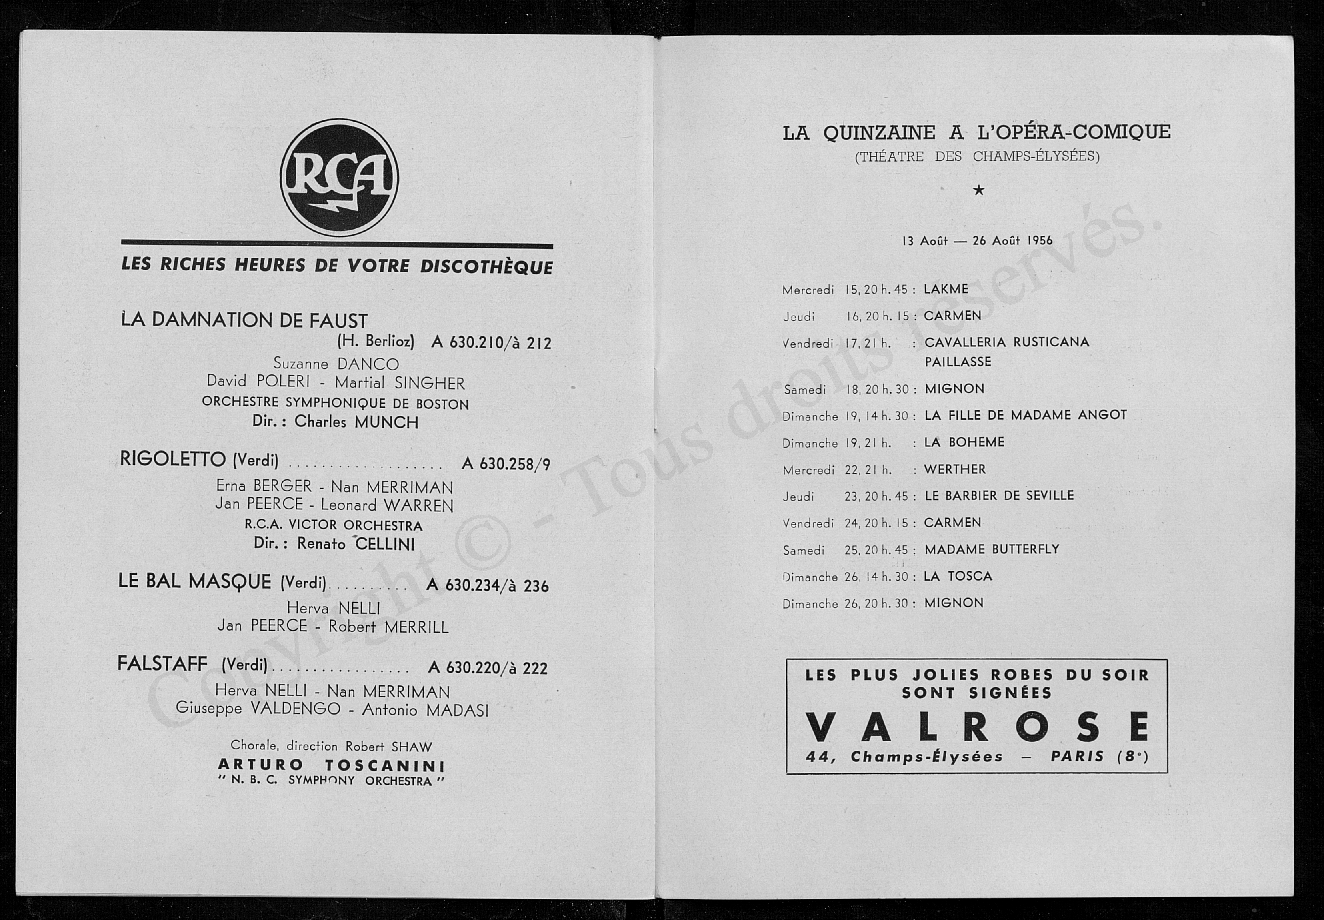 RCA
LES RICHES HEURES DE VOTRE DISCOTHÈQUE
LA DAMNATION DE FAUST
(H. Berlioz) A 630.210/à 212
Suzanne DANCO
David POLERI - Martial SINGHER
ORCHESTRE SYMPHONIQUE DE BOSTON
Dir. : Charles MUNCH
RIGOLETTO (Verdi) ................... A 630.258/9
Erna BERGER - Nan MERRIMAN
Jan PEERCE - Leonard WARREN
R.C.A. VICTOR ORCHESTRA
Dir. : Renato CELLINI
LE BAL MASQUE (Verdi).......... A 630.234/à 236
Herva NELLI
Jan PEERCE - Robert MERRILL
FALSTAFF (Verdi)................. A 630.220/à 222
Herva NELLI - Nan MERRIMAN
Giuseppe VALDENGO - Antonio MADASI
Chorale, direction Robert SHAW
ARTURO TOSCANINI
" N. B. C. SYMPHONY ORCHESTRA "
LA QUINZAINE A L'OPÉRA-COMIQUE
(THÉATRE DES CHAMPS-ÉLYSÉES)
★
13 Août — 26 Août 1956
Mercredi 15, 20 h. 45 : LAKME
Jeudi 16, 20 h. 15 : CARMEN
Vendredi 17, 21 h. : CAVALLERIA RUSTICANA
PAILLASSE
Samedi 18, 20 h. 30 : MIGNON
Dimanche 19, 14 h. 30 : LA FILLE DE MADAME ANGOT
Dimanche 19, 21 h. : LA BOHEME
Mercredi 22, 21 h. : WERTHER
Jeudi 23, 20 h. 45 : LE BARBIER DE SEVILLE
Vendredi 24, 20 h. 15 : CARMEN
Samedi 25, 20 h. 45 : MADAME BUTTERFLY
Dimanche 26, 14 h. 30 : LA TOSCA
Dimanche 26, 20 h. 30 : MIGNON
LES PLUS JOLIES ROBES DU SOIR
SONT SIGNÉES
VALROSE
44, Champs-Élysées — PARIS (8°)
Copyright © - Tous droits réservés.